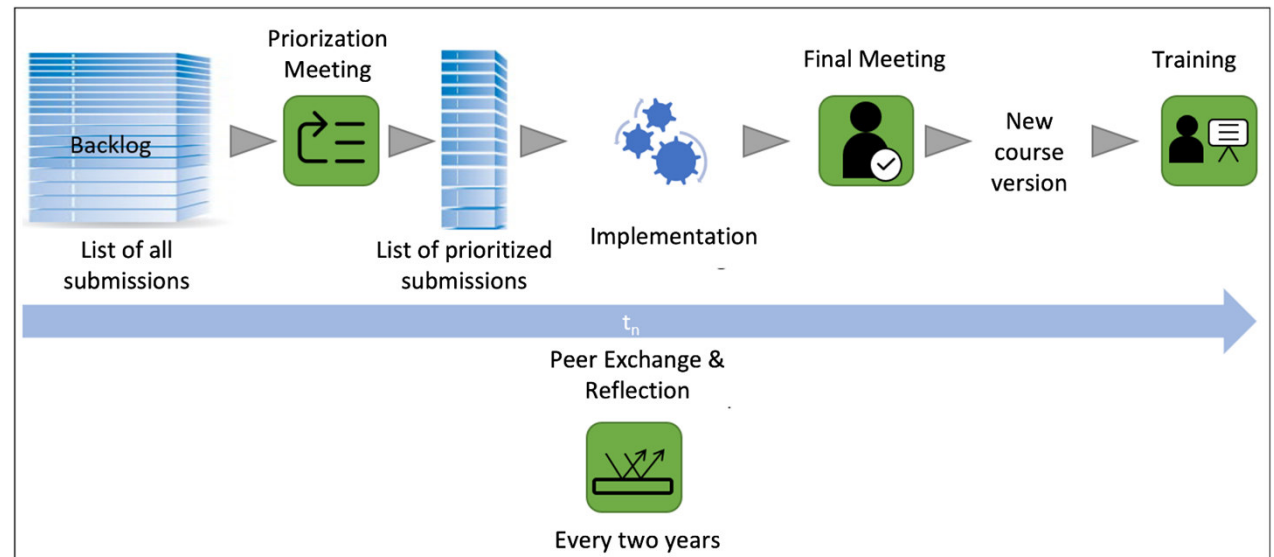 Priorization
Meeting
Final Meeting
Training
Backlog
New
course
version
List of all
submissions
List of prioritized
submissions
Implementation
tn
Peer Exchange &
Reflection
Every two years